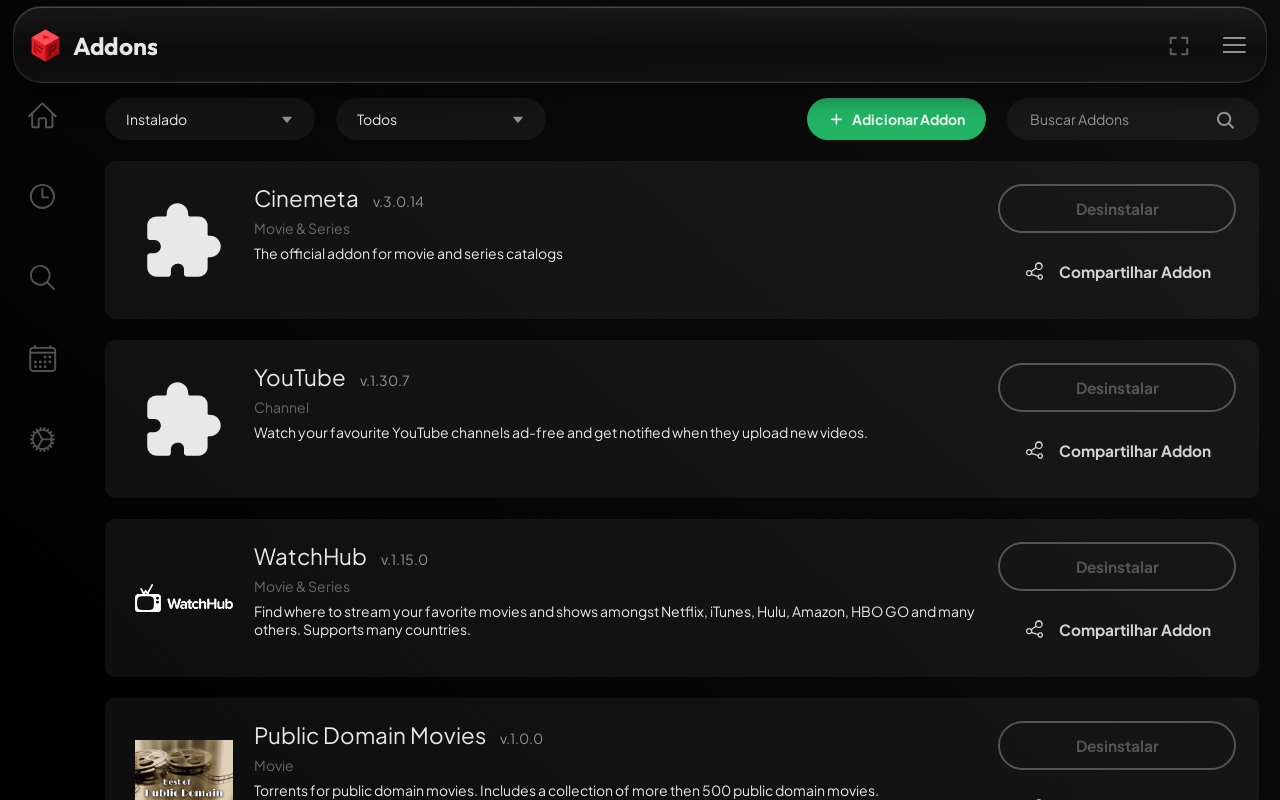 Addons
Instalado
Todos
Adicionar Addon
Buscar Addons
Cinemeta v.3.0.14
Movie & Series
The official addon for movie and series catalogs
Desinstalar
Compartilhar Addon
YouTube v.1.30.7
Channel
Watch your favourite YouTube channels ad-free and get notified when they upload new videos.
Desinstalar
Compartilhar Addon
WatchHub
WatchHub v.1.15.0
Movie & Series
Find where to stream your favorite movies and shows amongst Netflix, iTunes, Hulu, Amazon, HBO GO and many
others. Supports many countries.
Desinstalar
Compartilhar Addon
Best of
Public Domain
Public Domain Movies v.1.0.0
Movie
Torrents for public domain movies. Includes a collection of more then 500 public domain movies.
Desinstalar